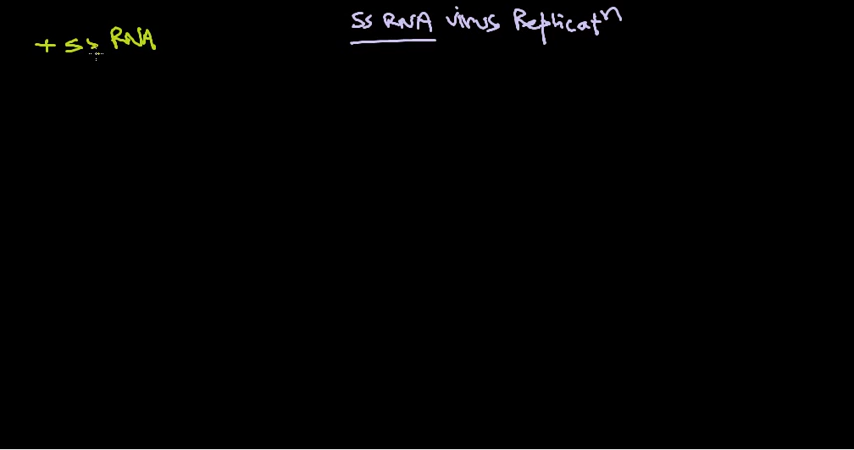 ss RNA virus Replicatⁿ
+ ss RNA